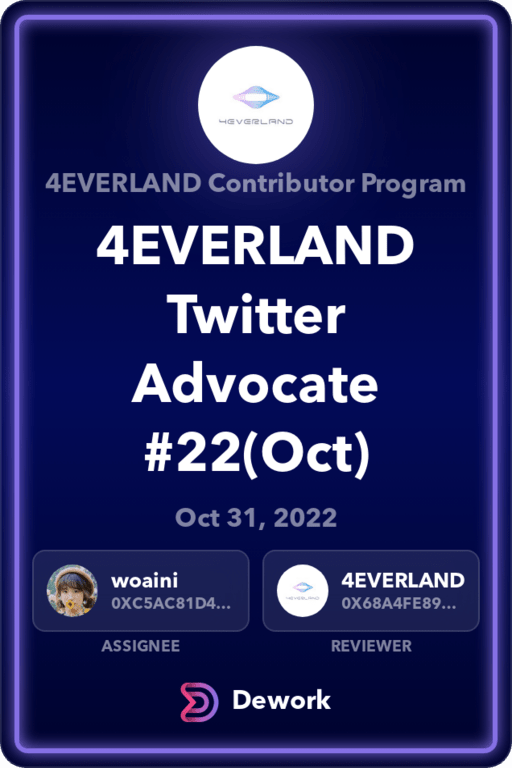 4EVERLAND
4EVERLAND Contributor Program
4EVERLAND
Twitter
Advocate
#22(Oct)
Oct 31, 2022
woaini
0XC5AC81D4...
4EVERLAND
4EVERLAND
0X68A4FE89...
ASSIGNEE
REVIEWER
Dework